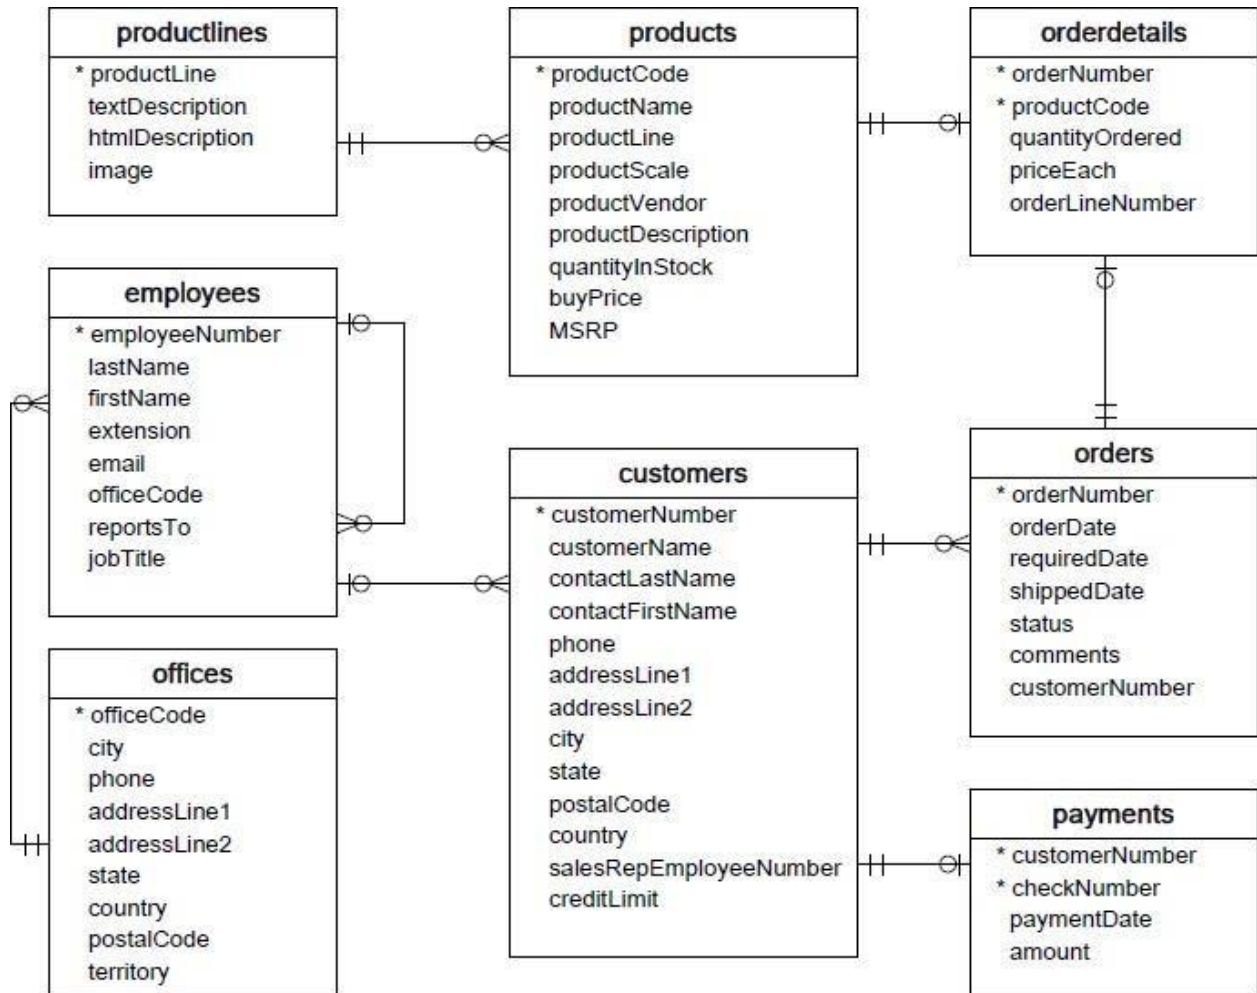 productlines
* productLine
textDescription
htmlDescription
image
products
* productCode
productName
productLine
productScale
productVendor
productDescription
quantityInStock
buyPrice
MSRP
orderdetails
* orderNumber
* productCode
quantityOrdered
priceEach
orderLineNumber
employees
* employeeNumber
lastName
firstName
extension
email
officeCode
reportsTo
jobTitle
customers
* customerNumber
customerName
contactLastName
contactFirstName
phone
addressLine1
addressLine2
city
state
postalCode
country
salesRepEmployeeNumber
creditLimit
orders
* orderNumber
orderDate
requiredDate
shippedDate
status
comments
customerNumber
offices
* officeCode
city
phone
addressLine1
addressLine2
state
country
postalCode
territory
payments
* customerNumber
* checkNumber
paymentDate
amount